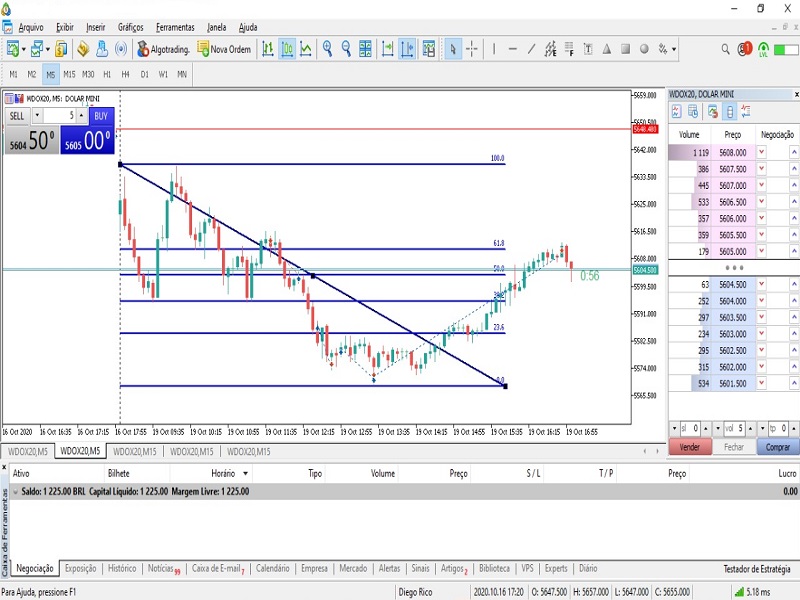 Arquivo Exibir Inserir Gráficos Ferramentas Janela Ajuda
Algotrading. Nova Ordem
M1 M2 M5 M15 M30 H1 H4 D1 W1 MN
WDOX20, M5: DOLAR MINI
SELL 5 BUY
5604 50 0 5605 00 0
5659.000
5650.500
5648.480
5642.000
5633.500
5625.000
5616.500
5608.000
5604.500
5599.500
5591.000
5582.500
5574.000
5565.500
100.0
61.8
50.0
38.2
23.6
0.0
0:56
16 Oct 2020 16 Oct 16:35 16 Oct 17:15 16 Oct 17:55 19 Oct 09:35 19 Oct 10:15 19 Oct 10:55 19 Oct 11:35 19 Oct 12:15 19 Oct 12:55 19 Oct 13:35 19 Oct 14:15 19 Oct 14:55 19 Oct 15:35 19 Oct 16:15 19 Oct 16:55
WDOX20, DOLAR MINI
Volume Preço Negociação
1 119 5608.000
386 5607.500
445 5607.000
533 5606.500
357 5606.000
359 5605.500
179 5605.000
63 5604.500
252 5604.000
297 5603.500
234 5603.000
295 5602.500
315 5602.000
534 5601.500
sl 0 vol 5 tp 0
Vender Fechar Comprar
WDOX20,M5 WDOX20,M5 WDOX20,M15 WDOX20,M15 WDOX20,M15
Ativo Bilhete Horário Tipo Volume Preço S / L T / P Preço Lucro
Saldo: 1 225.00 BRL Capital Líquido: 1 225.00 Margem Livre: 1 225.00 0.00
Caixa de Ferramentas
Negociação Exposição Histórico Notícias 99 Caixa de E-mail 7 Calendário Empresa Mercado Alertas Sinais Artigos 2 Biblioteca VPS Experts Diário Testador de Estratégia
Para Ajuda, pressione F1 Diego Rico 2020.10.16 17:20 O: 5647.500 H: 5657.000 L: 5647.000 C: 5655.000 5.18 ms